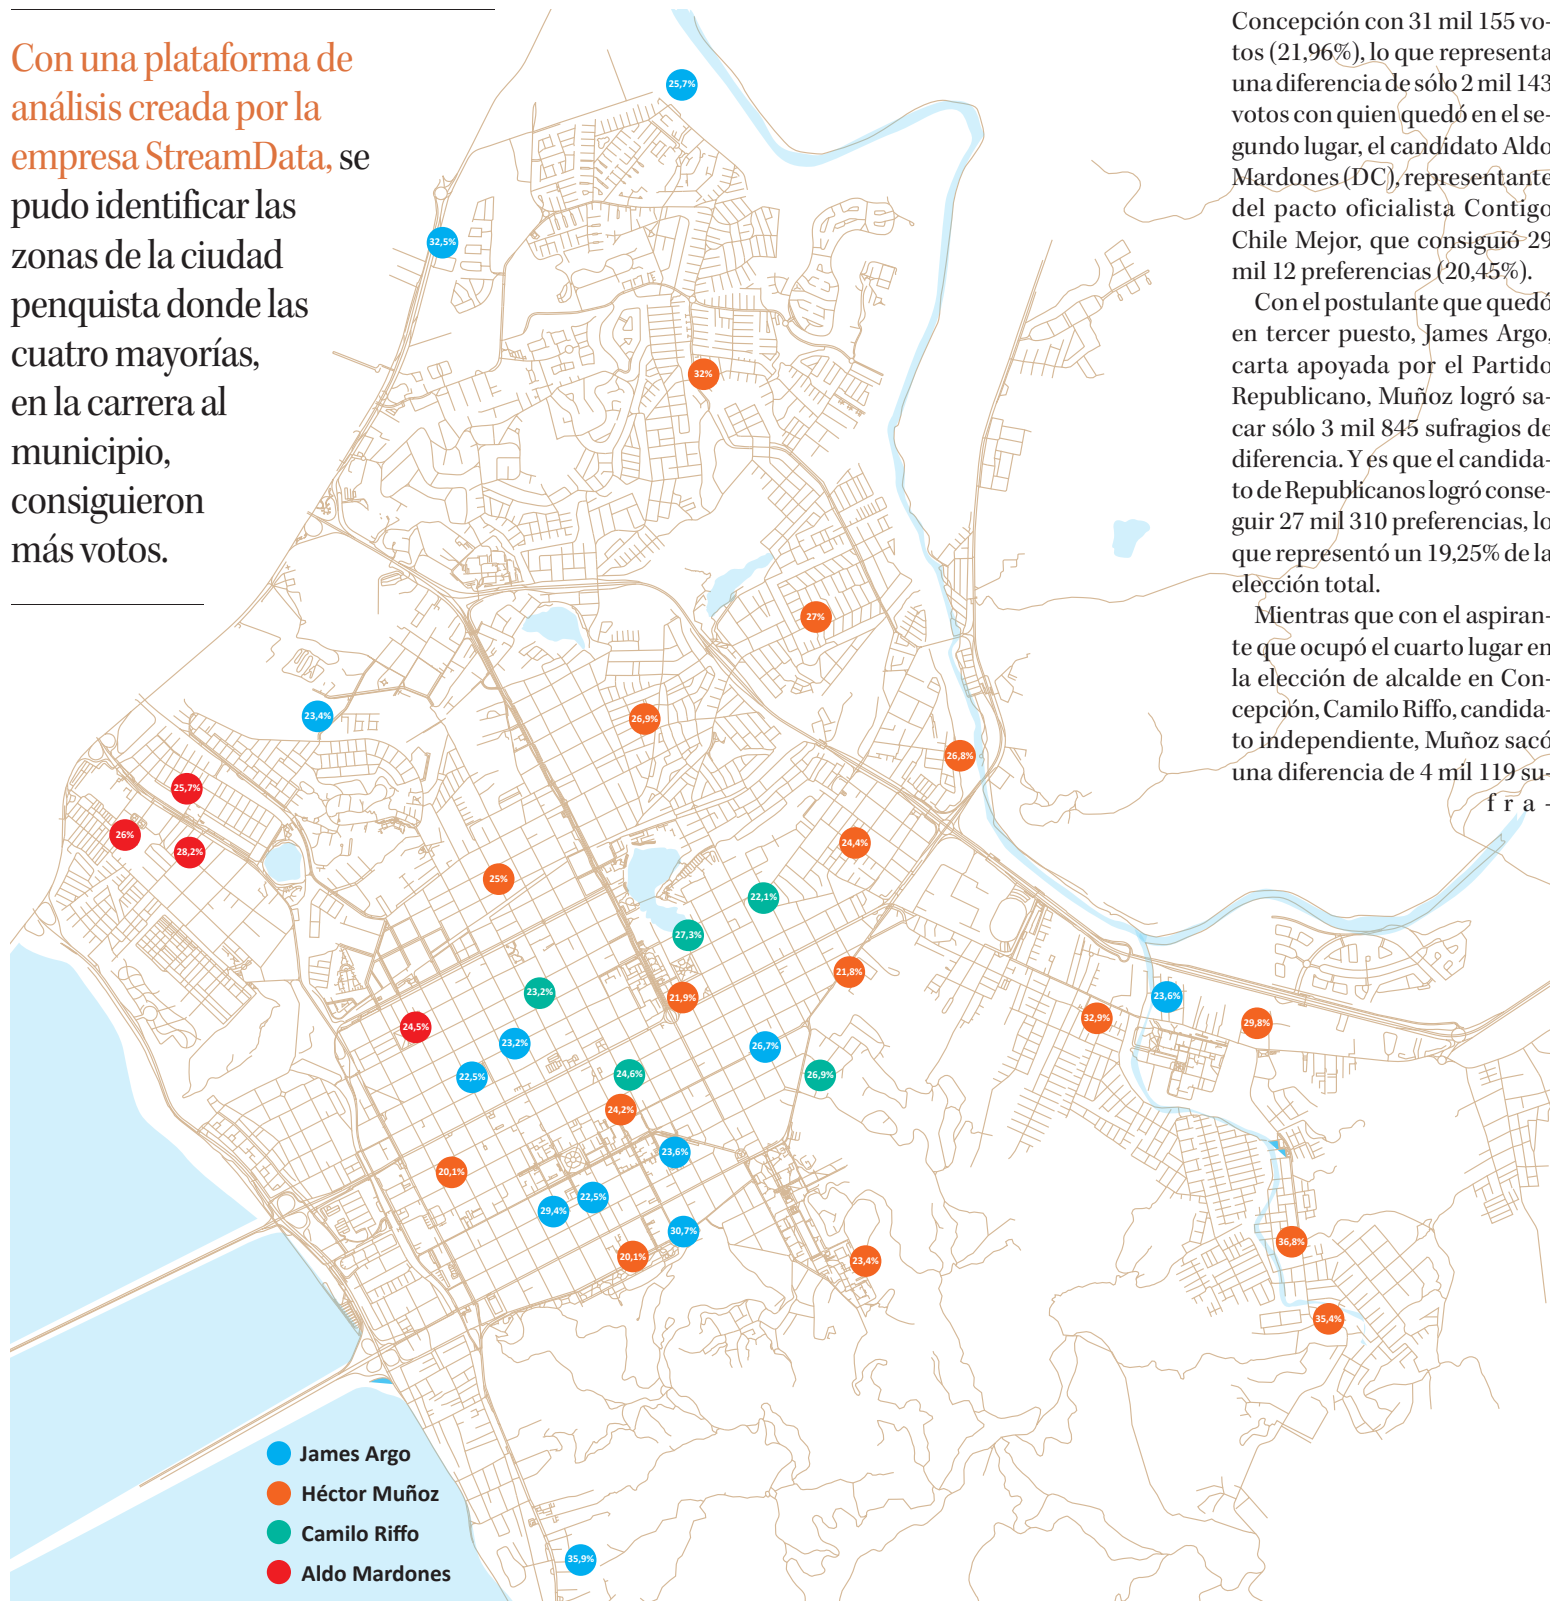 Con una plataforma de
análisis creada por la
empresa StreamData, se
pudo identificar las
zonas de la ciudad
penquista donde las
cuatro mayorías,
en la carrera al
municipio,
consiguieron
más votos.
Concepción con 31 mil 155 vo-
tos (21,96%), lo que representa
una diferencia de sólo 2 mil 143
votos con quien quedó en el se-
gundo lugar, el candidato Aldo
Mardones (DC), representante
del pacto oficialista Contigo
Chile Mejor, que consiguió 29
mil 12 preferencias (20,45%).
Con el postulante que quedó
en tercer puesto, James Argo,
carta apoyada por el Partido
Republicano, Muñoz logró sa-
car sólo 3 mil 845 sufragios de
diferencia. Y es que el candida-
to de Republicanos logró conse-
guir 27 mil 310 preferencias, lo
que representó un 19,25% de la
elección total.
Mientras que con el aspiran-
te que ocupó el cuarto lugar en
la elección de alcalde en Con-
cepción, Camilo Riffo, candida-
to independiente, Muñoz sacó
una diferencia de 4 mil 119 su-
fra-
25,7%
32,5%
32%
27%
23,4%
26,9%
26,8%
25,7%
26%
28,2%
24,4%
25%
22,1%
27,3%
21,8%
23,2%
21,9%
23,6%
32,9%
29,8%
24,5%
23,2%
26,7%
22,5%
24,6%
26,9%
24,2%
23,6%
20,1%
22,5%
29,4%
30,7%
20,1%
23,4%
36,8%
35,4%
35,9%
James Argo
Héctor Muñoz
Camilo Riffo
Aldo Mardones